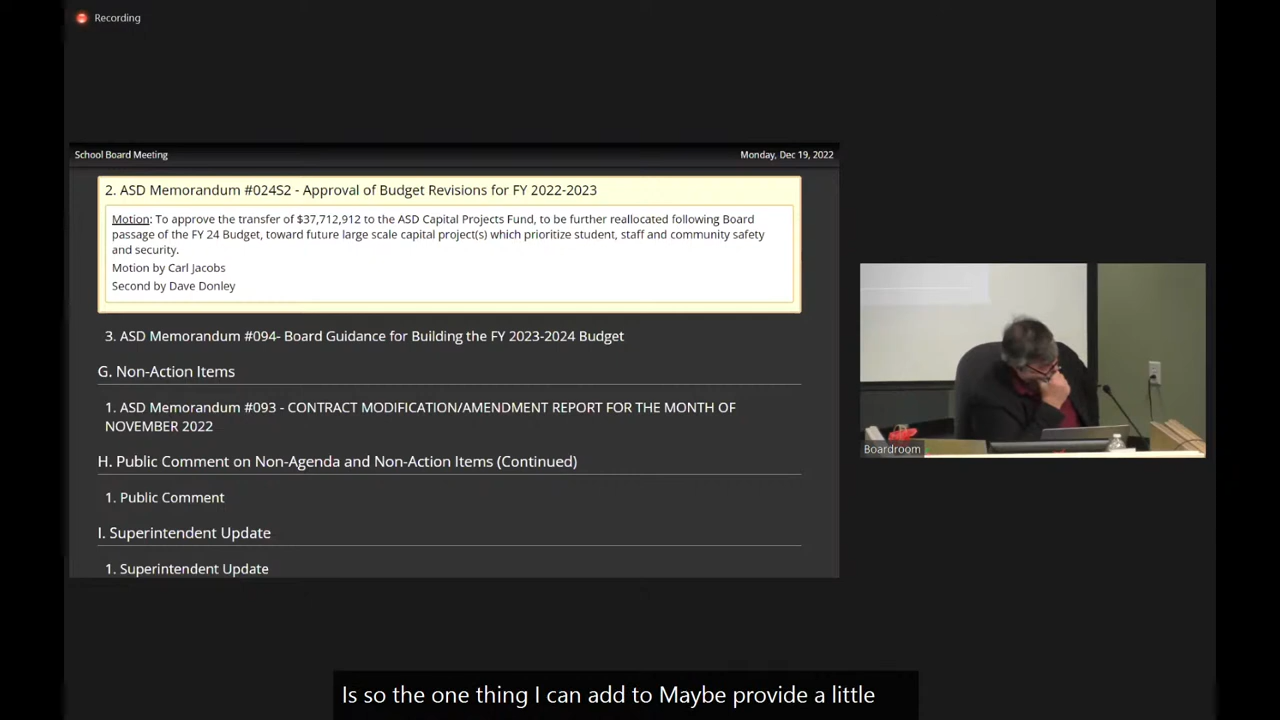 Recording
School Board Meeting
Monday, Dec 19, 2022
2. ASD Memorandum #024S2 - Approval of Budget Revisions for FY 2022-2023
Motion: To approve the transfer of $37,712,912 to the ASD Capital Projects Fund, to be further reallocated following Board
passage of the FY 24 Budget, toward future large scale capital project(s) which prioritize student, staff and community safety
and security.
Motion by Carl Jacobs
Second by Dave Donley
3. ASD Memorandum #094- Board Guidance for Building the FY 2023-2024 Budget
G. Non-Action Items
1. ASD Memorandum #093 - CONTRACT MODIFICATION/AMENDMENT REPORT FOR THE MONTH OF
NOVEMBER 2022
H. Public Comment on Non-Agenda and Non-Action Items (Continued)
1. Public Comment
I. Superintendent Update
1. Superintendent Update
Boardroom
Is so the one thing I can add to Maybe provide a little